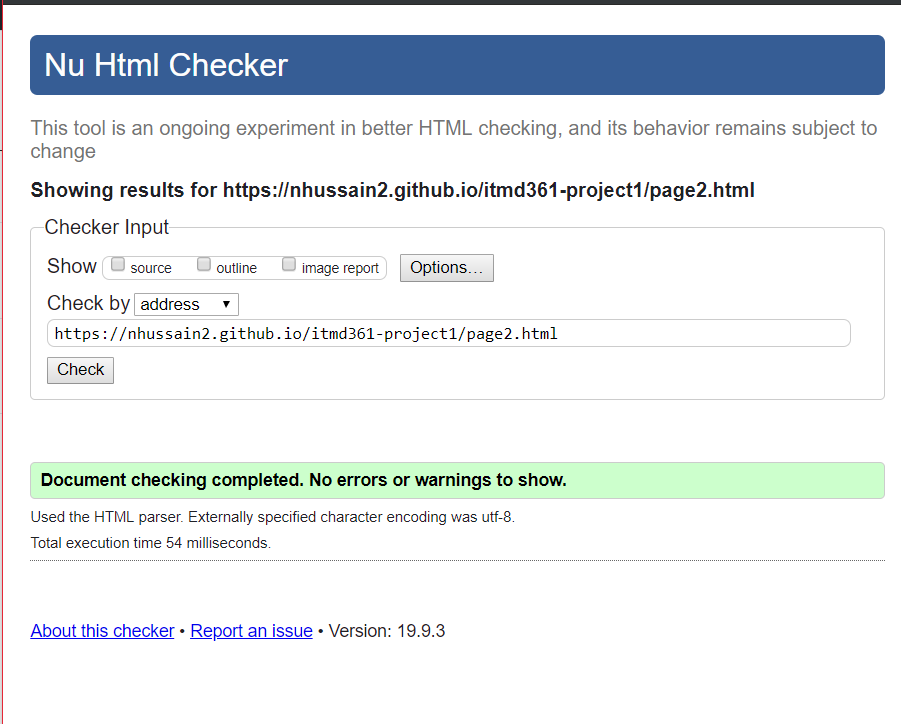 Nu Html Checker
This tool is an ongoing experiment in better HTML checking, and its behavior remains subject to
change
Showing results for https://nhussain2.github.io/itmd361-project1/page2.html
Checker Input
Show source outline image report Options…
Check by address
https://nhussain2.github.io/itmd361-project1/page2.html
Check
Document checking completed. No errors or warnings to show.
Used the HTML parser. Externally specified character encoding was utf-8.
Total execution time 54 milliseconds.
About this checker • Report an issue • Version: 19.9.3